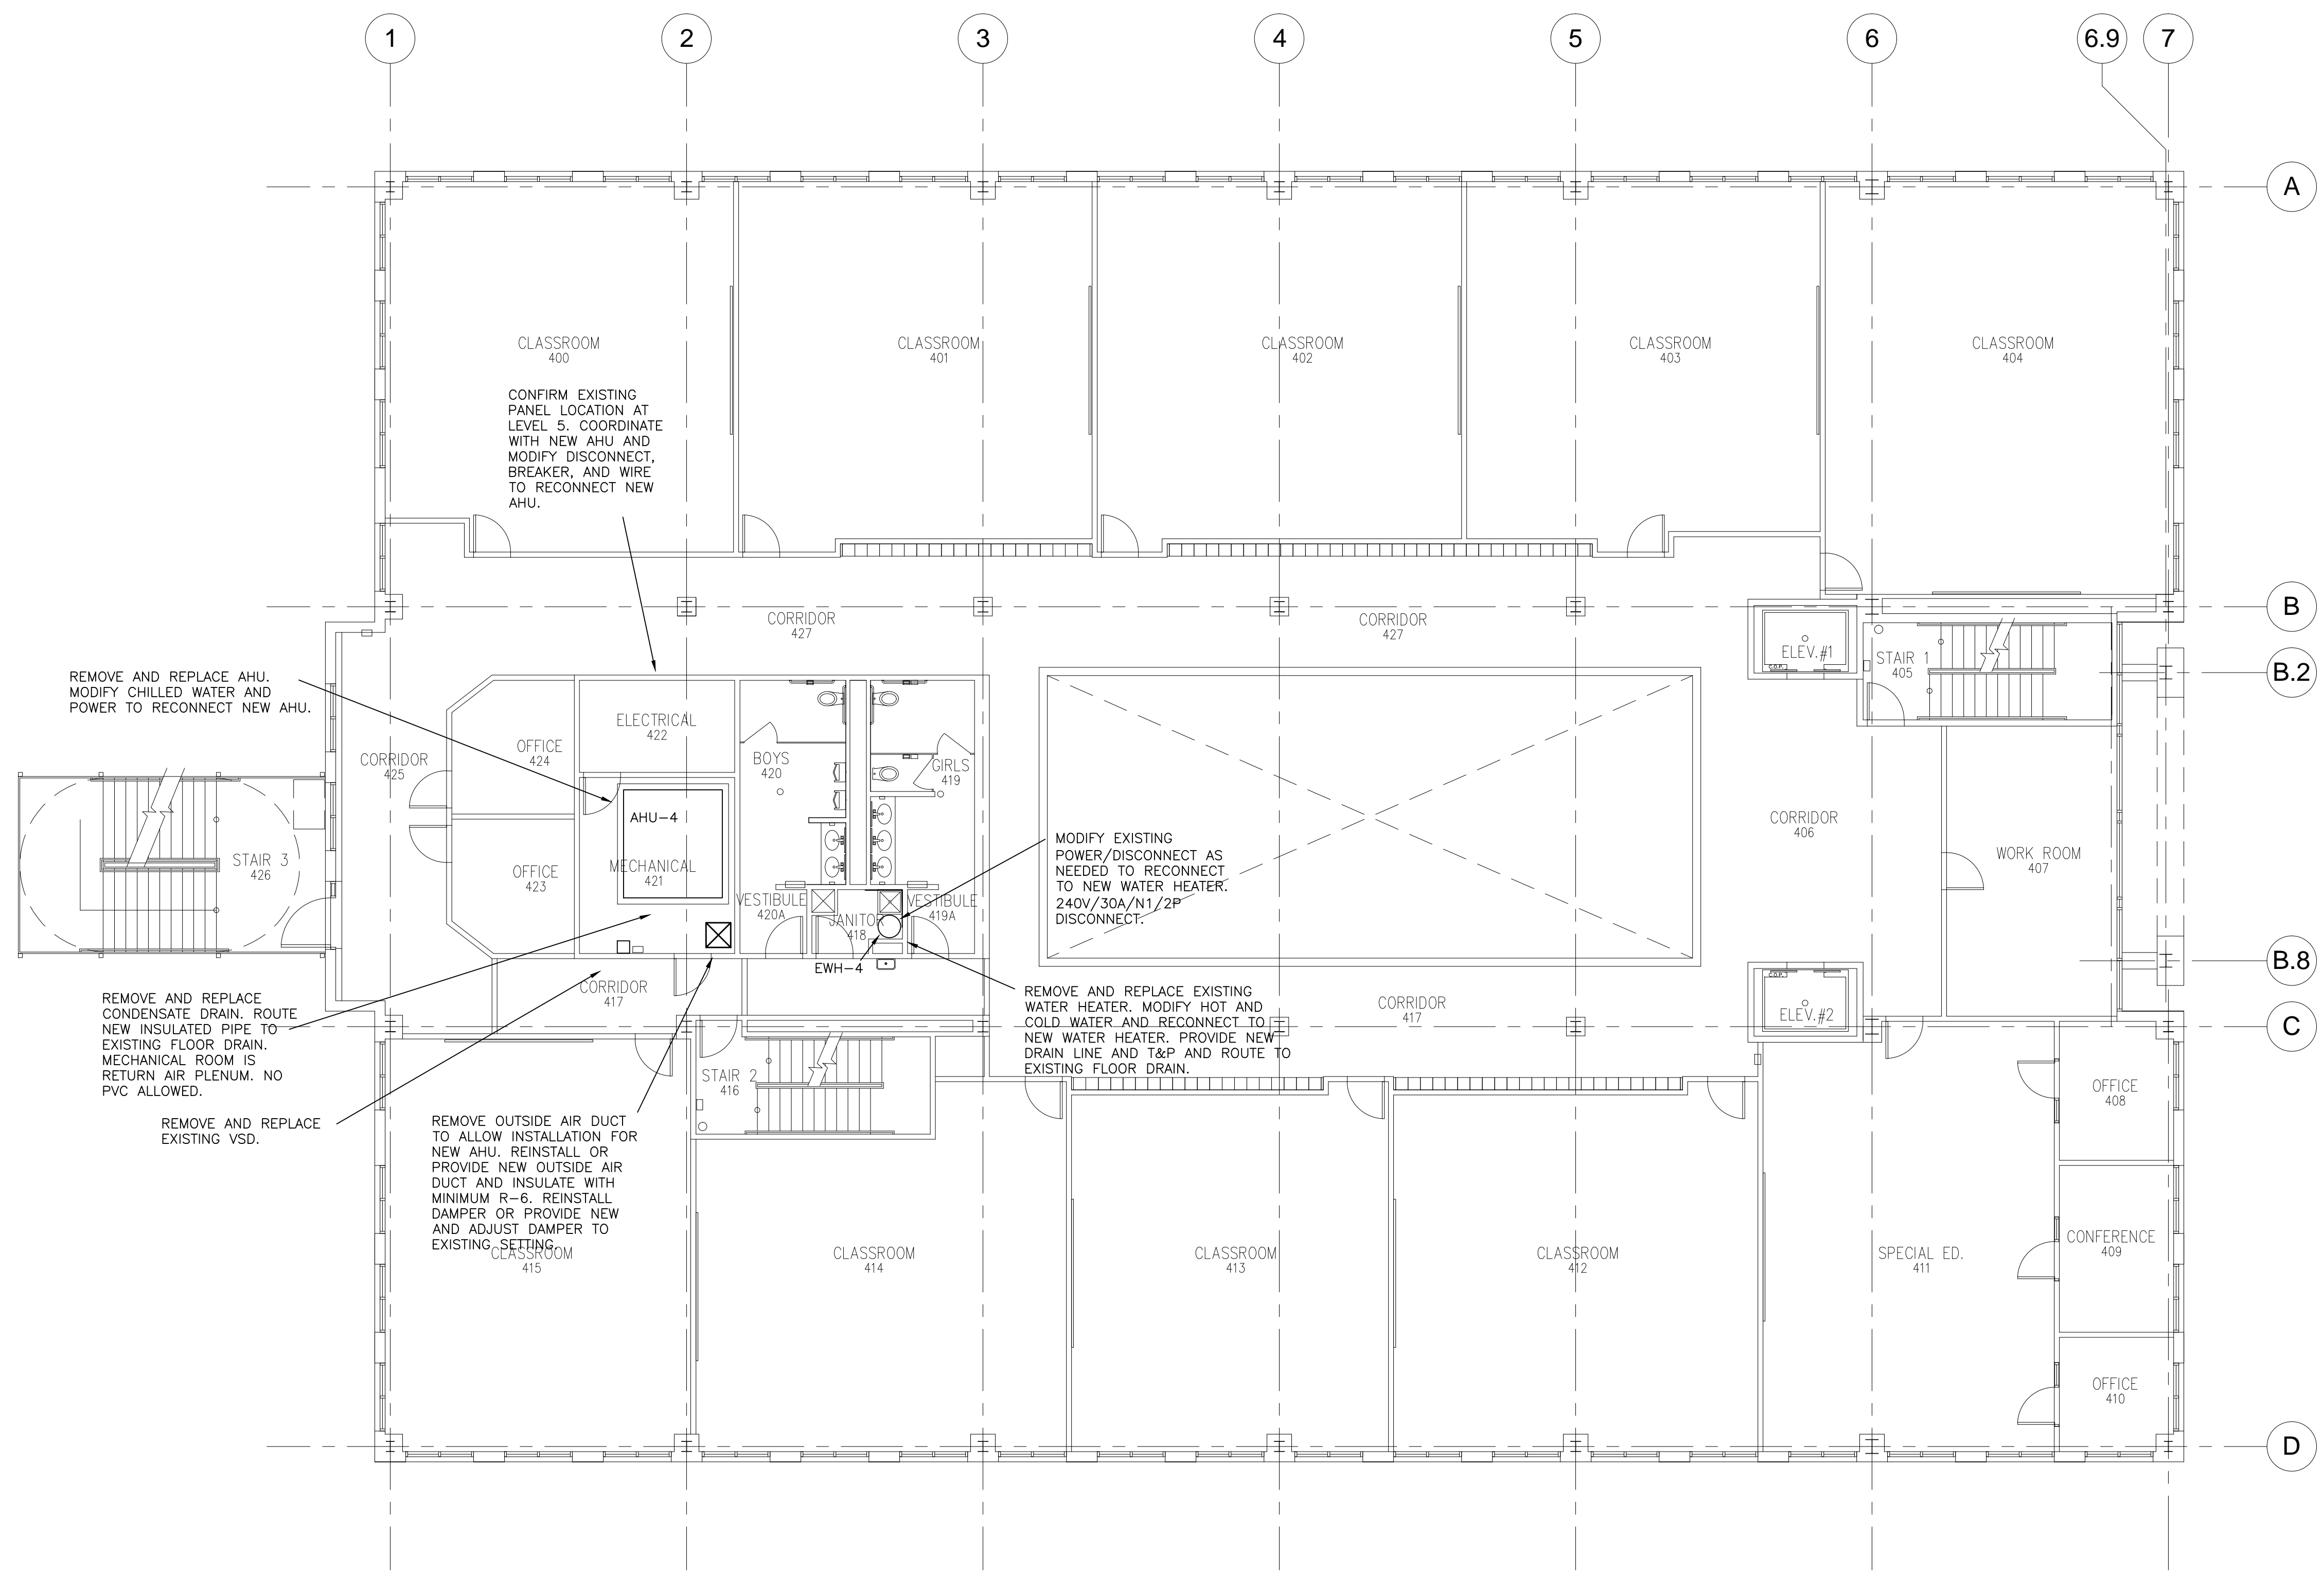 1
2
3
4
5
6
6.9
7
A
CLASSROOM
400
CLASSROOM
401
CLASSROOM
402
CLASSROOM
403
CLASSROOM
404
CONFIRM EXISTING
PANEL LOCATION AT
LEVEL 5. COORDINATE
WITH NEW AHU AND
MODIFY DISCONNECT,
BREAKER, AND WIRE
TO RECONNECT NEW
AHU.
B
CORRIDOR
427
CORRIDOR
427
ELEV.#1
C.O.P.
STAIR 1
405
B.2
REMOVE AND REPLACE AHU.
MODIFY CHILLED WATER AND
POWER TO RECONNECT NEW AHU.
ELECTRICAL
422
OFFICE
424
CORRIDOR
425
BOYS
420
GIRLS
419
AHU-4
CORRIDOR
406
MODIFY EXISTING
POWER/DISCONNECT AS
NEEDED TO RECONNECT
TO NEW WATER HEATER.
240V/30A/N1/2P
DISCONNECT.
STAIR 3
426
OFFICE
423
MECHANICAL
421
WORK ROOM
407
VESTIBULE
420A
VESTIBULE
419A
JANITOR
418
EWH-4
B.8
REMOVE AND REPLACE
CONDENSATE DRAIN. ROUTE
NEW INSULATED PIPE TO
EXISTING FLOOR DRAIN.
MECHANICAL ROOM IS
RETURN AIR PLENUM. NO
PVC ALLOWED.
CORRIDOR
417
REMOVE AND REPLACE EXISTING
WATER HEATER. MODIFY HOT AND
COLD WATER AND RECONNECT TO
NEW WATER HEATER. PROVIDE NEW
DRAIN LINE AND T&P AND ROUTE TO
EXISTING FLOOR DRAIN.
CORRIDOR
417
C.O.P.
ELEV.#2
C
STAIR 2
416
OFFICE
408
REMOVE AND REPLACE
EXISTING VSD.
REMOVE OUTSIDE AIR DUCT
TO ALLOW INSTALLATION FOR
NEW AHU. REINSTALL OR
PROVIDE NEW OUTSIDE AIR
DUCT AND INSULATE WITH
MINIMUM R-6. REINSTALL
DAMPER OR PROVIDE NEW
AND ADJUST DAMPER TO
EXISTING SETTING.
CLASSROOM
415
CLASSROOM
414
CLASSROOM
413
CLASSROOM
412
SPECIAL ED.
411
CONFERENCE
409
OFFICE
410
D